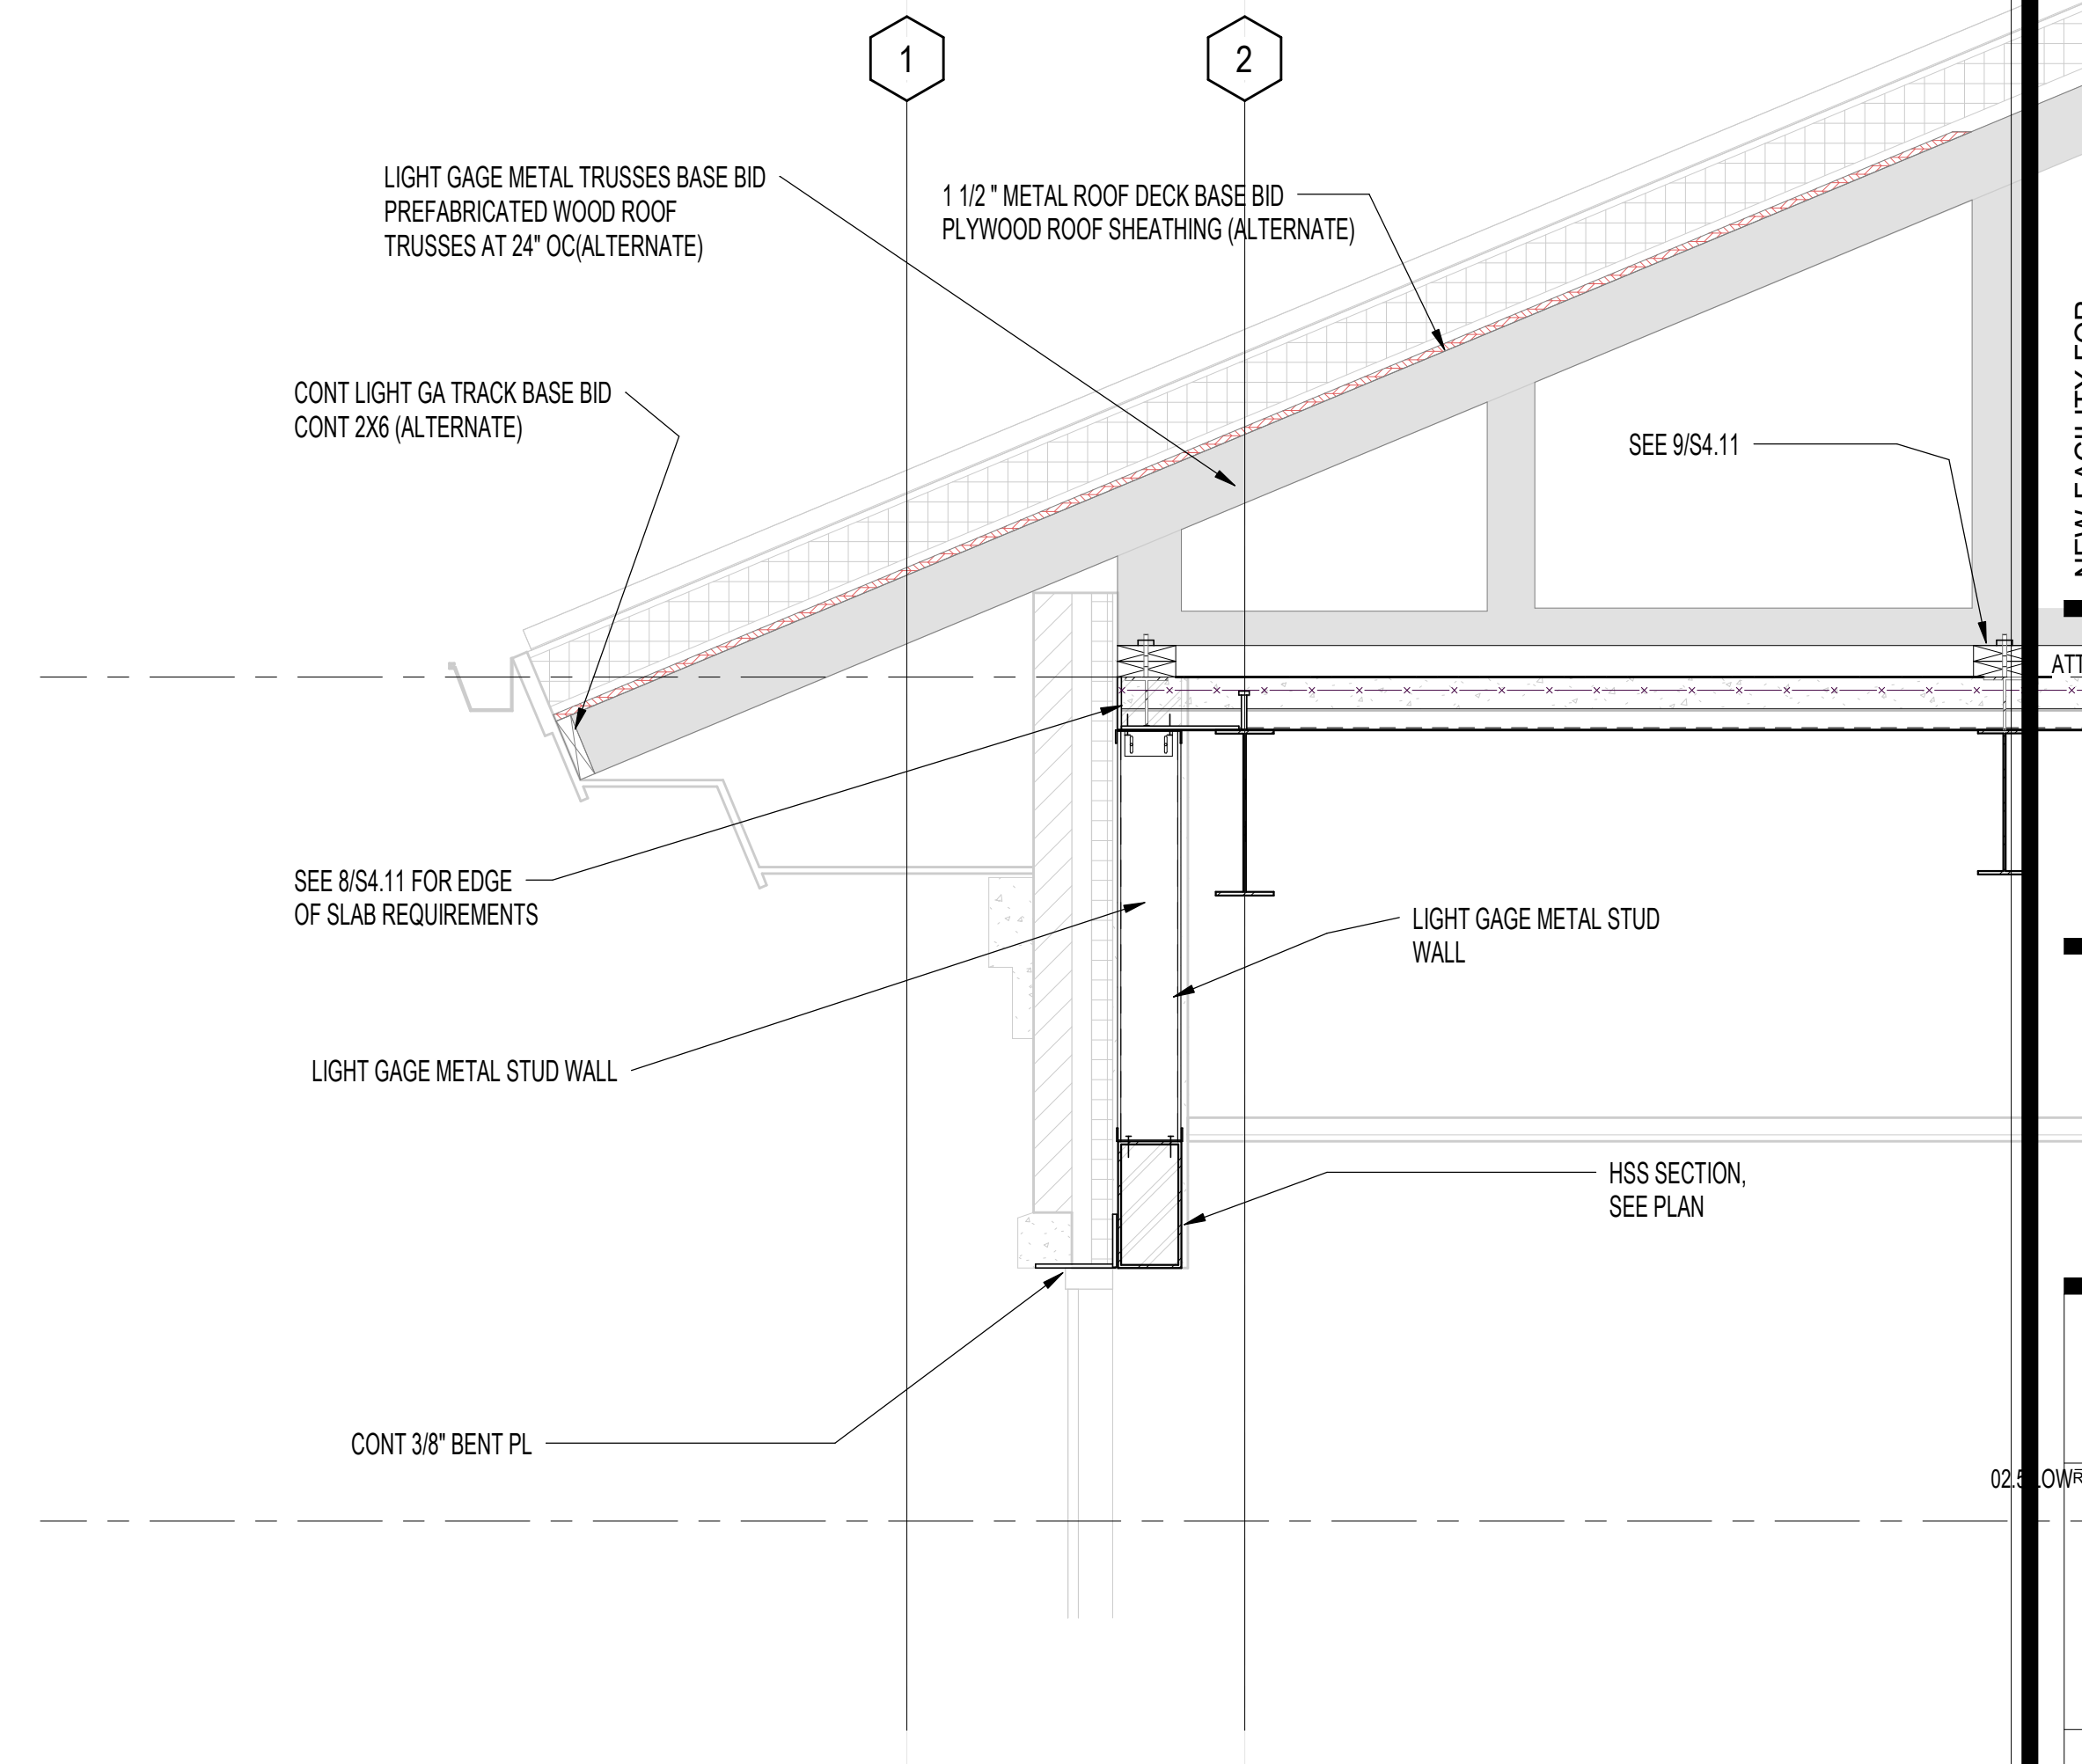 1
2
LIGHT GAGE METAL TRUSSES BASE BID
PREFABRICATED WOOD ROOF
TRUSSES AT 24" OC(ALTERNATE)
1 1/2 " METAL ROOF DECK BASE BID
PLYWOOD ROOF SHEATHING (ALTERNATE)
CONT LIGHT GA TRACK BASE BID
CONT 2X6 (ALTERNATE)
SEE 9/S4.11
NEW FACILITY FOR
ATT
SEE 8/S4.11 FOR EDGE
OF SLAB REQUIREMENTS
LIGHT GAGE METAL STUD
WALL
LIGHT GAGE METAL STUD WALL
HSS SECTION,
SEE PLAN
CONT 3/8" BENT PL